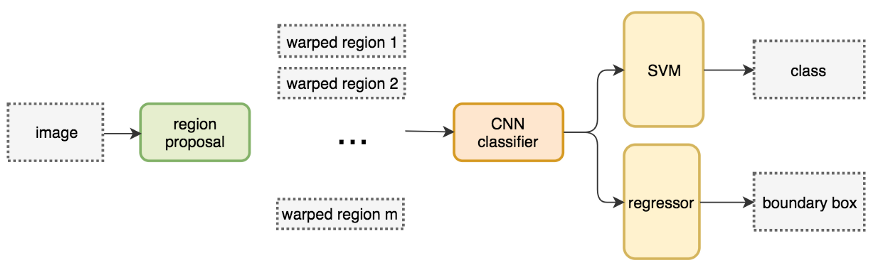 image
region
proposal
warped region 1
warped region 2
...
warped region m
CNN
classifier
SVM
class
regressor
boundary box